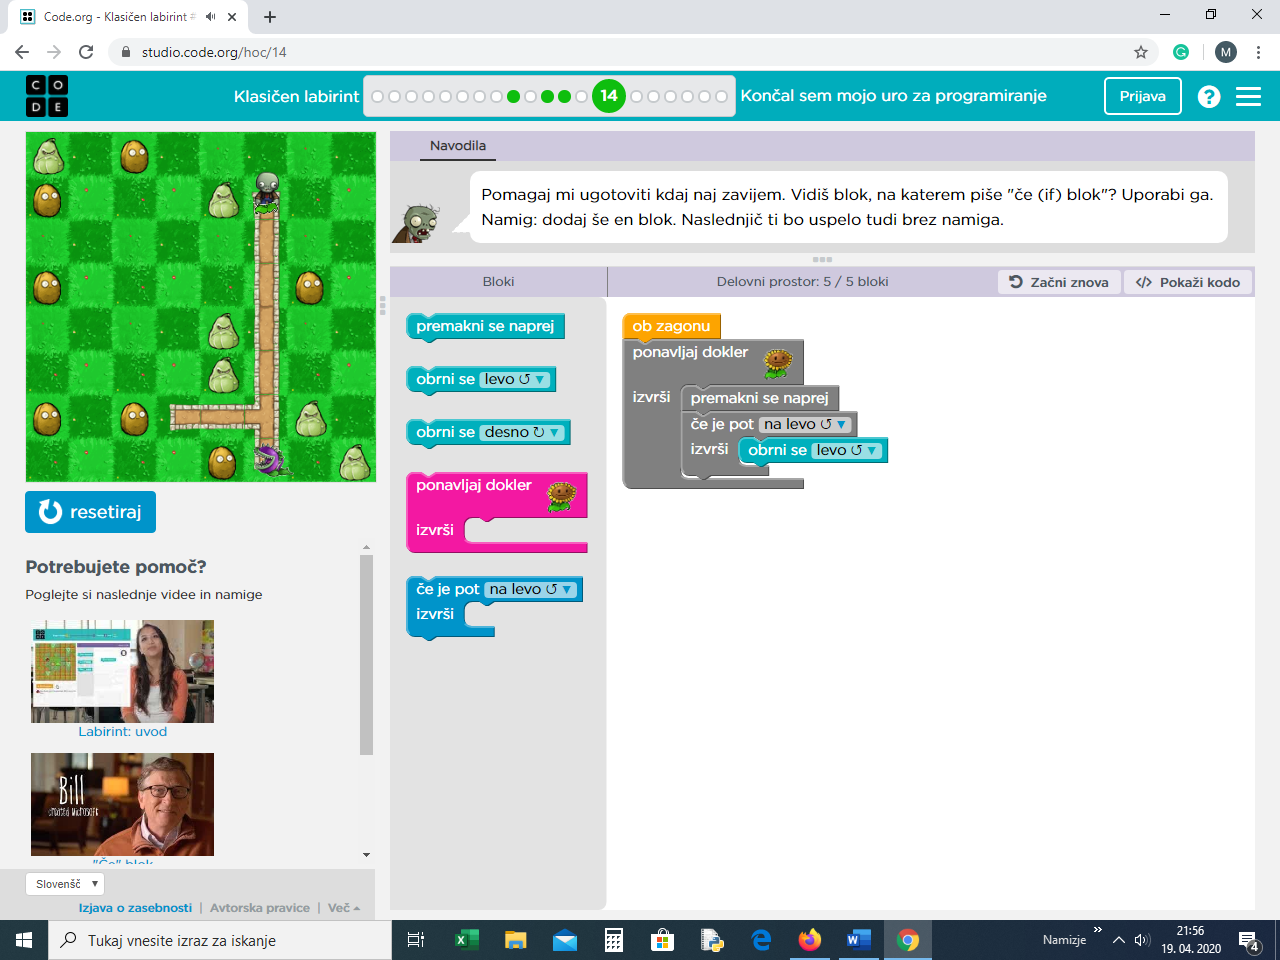 Code.org - Klasičen labirint #
studio.code.org/hoc/14
M
C O
D E
Klasičen labirint
14
Končal sem mojo uro za programiranje
Prijava
?
Navodila
Pomagaj mi ugotoviti kdaj naj zavijem. Vidiš blok, na katerem piše "če (if) blok"? Uporabi ga.
Namig: dodaj še en blok. Naslednjič ti bo uspelo tudi brez namiga.
Bloki
Delovni prostor: 5 / 5 bloki
Začni znova
Pokaži kodo
premakni se naprej
obrni se levo ↺ ▼
obrni se desno ↻ ▼
ponavljaj dokler
izvrši
če je pot na levo ↺ ▼
izvrši
ob zagonu
ponavljaj dokler
izvrši
premakni se naprej
če je pot na levo ↺ ▼
izvrši
obrni se levo ↺ ▼
resetiraj
Potrebujete pomoč?
Poglejte si naslednje videe in namige
Labirint: uvod
Bill
created Microsoft
"Če" blok
Slovenšč
Izjava o zasebnosti | Avtorska pravice | Več
Tukaj vnesite izraz za iskanje
Namizje
21:56
19. 04. 2020
4